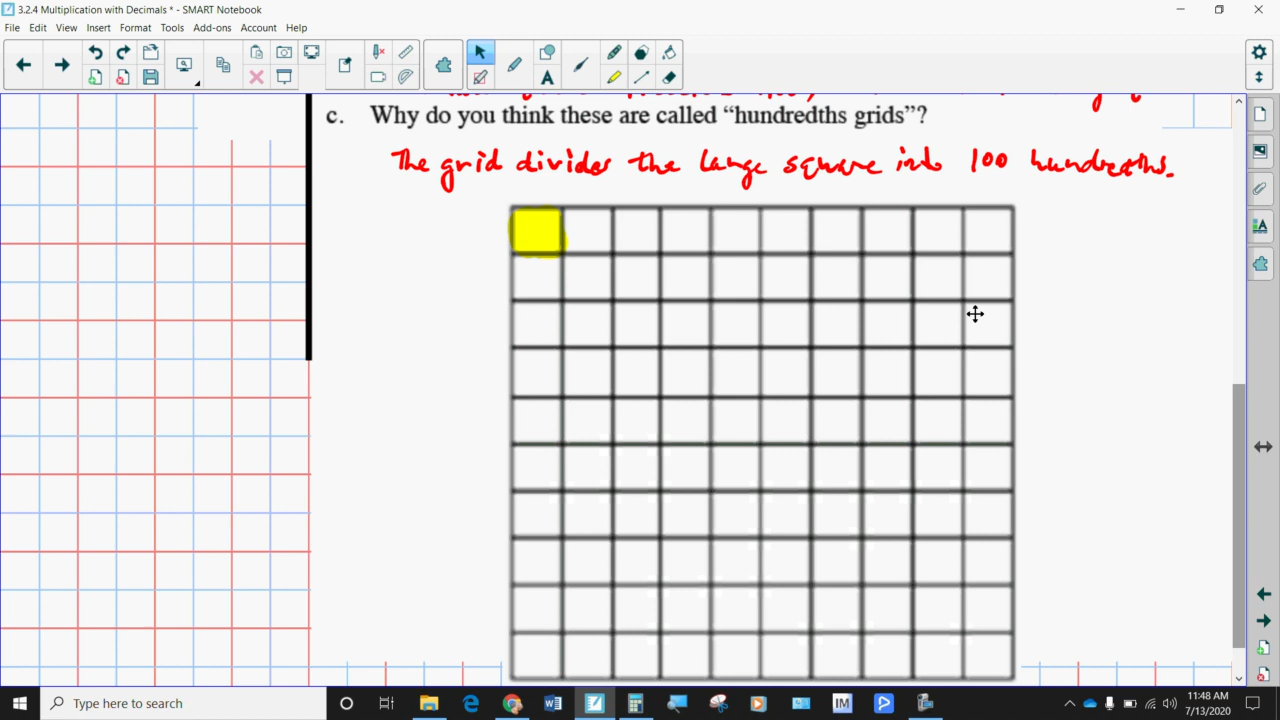 3.2.4 Multiplication with Decimals * - SMART Notebook
File Edit View Insert Format Tools Add-ons Account Help
c. Why do you think these are called “hundredths grids”?
The grid divides the large square into 100 hundredths.
Type here to search
11:48 AM
7/13/2020